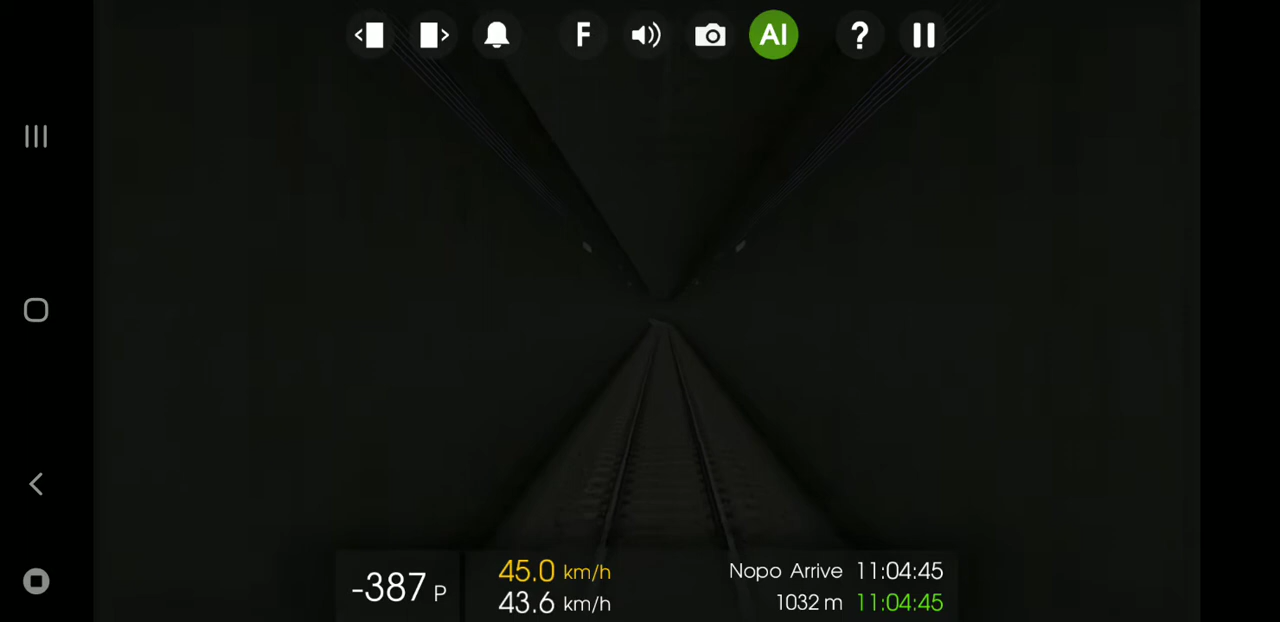 F AI ?
-387 P
45.0 km/h
43.6 km/h
Nopo Arrive 11:04:45
1032 m 11:04:45